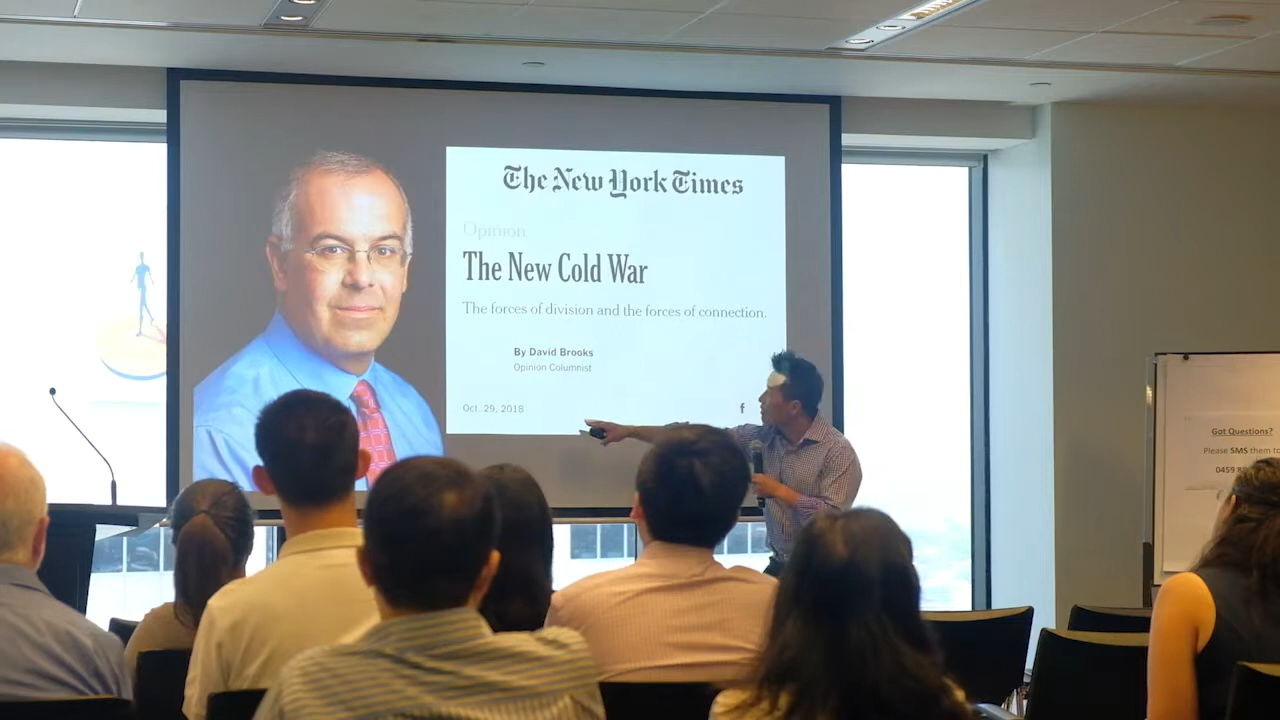 The New York Times
Opinion
The New Cold War
The forces of division and the forces of connection.
By David Brooks
Opinion Columnist
Oct. 29, 2018
f
Got Questions?
Please SMS them to
0459